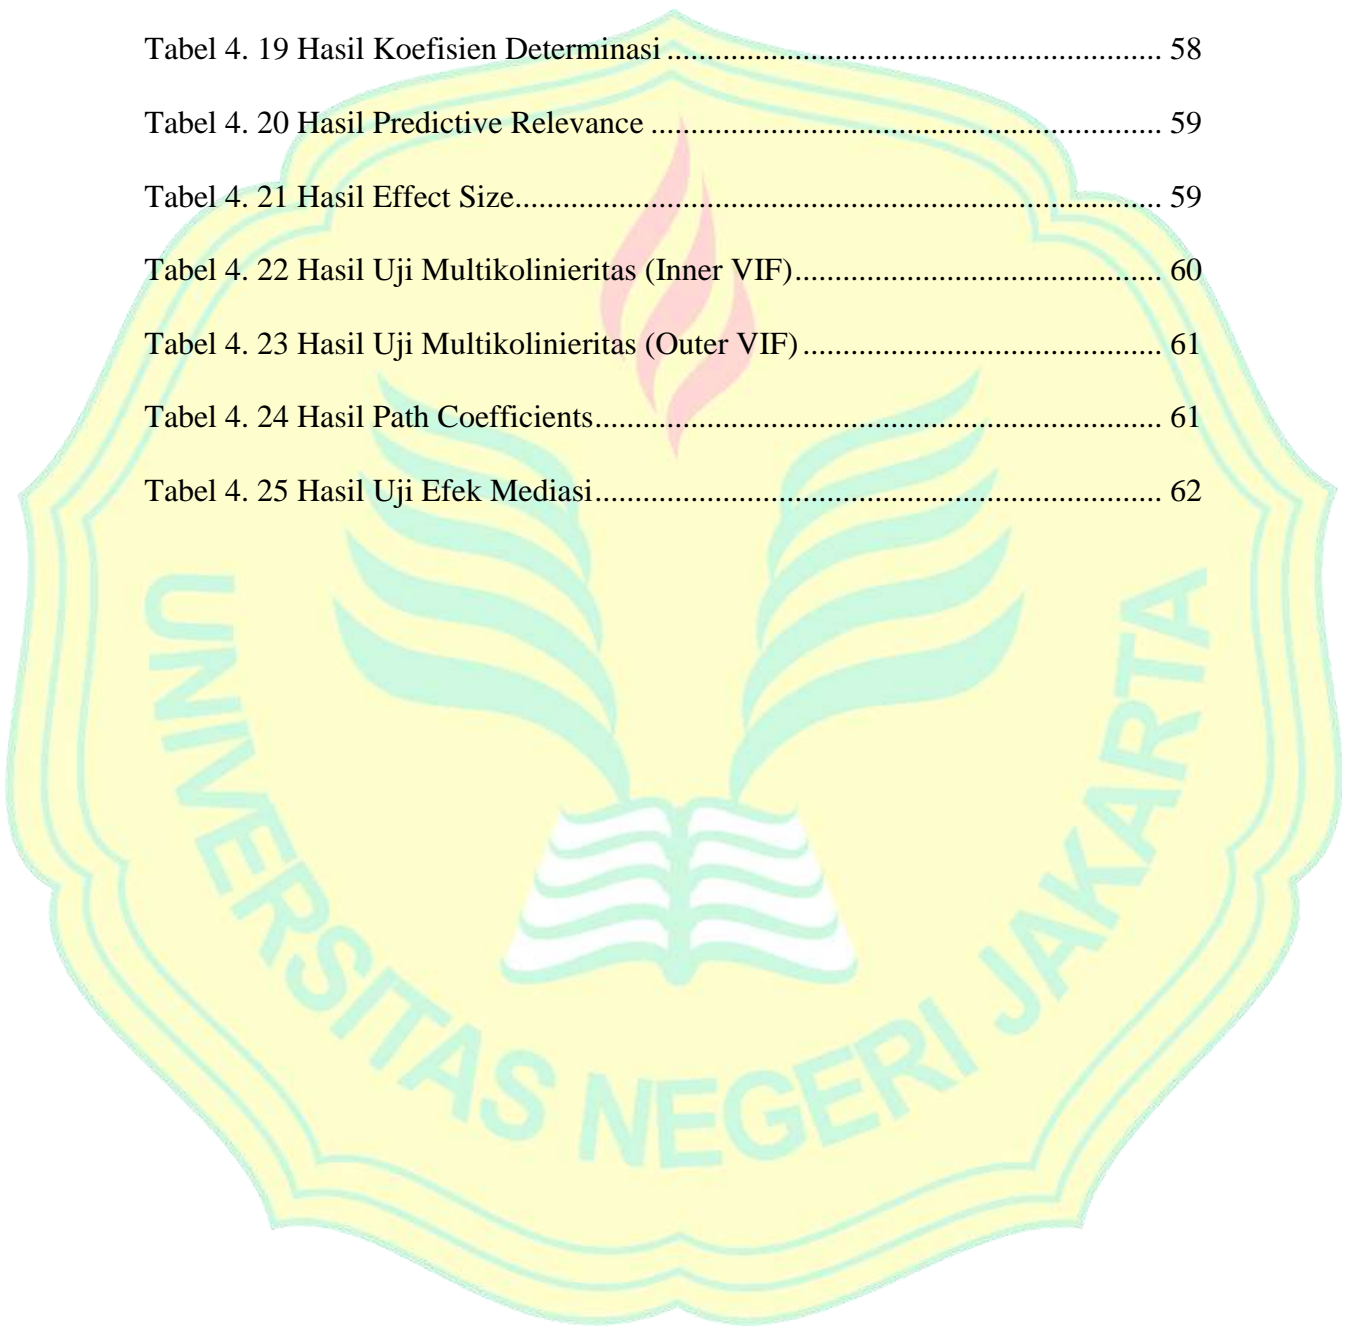 Tabel 4. 19 Hasil Koefisien Determinasi ............................................................. 58
Tabel 4. 20 Hasil Predictive Relevance ............................................................... 59
Tabel 4. 21 Hasil Effect Size................................................................................ 59
Tabel 4. 22 Hasil Uji Multikolinieritas (Inner VIF)............................................. 60
Tabel 4. 23 Hasil Uji Multikolinieritas (Outer VIF) ............................................ 61
Tabel 4. 24 Hasil Path Coefficients...................................................................... 61
Tabel 4. 25 Hasil Uji Efek Mediasi...................................................................... 62
UNIVERSITAS NEGERI JAKARTA